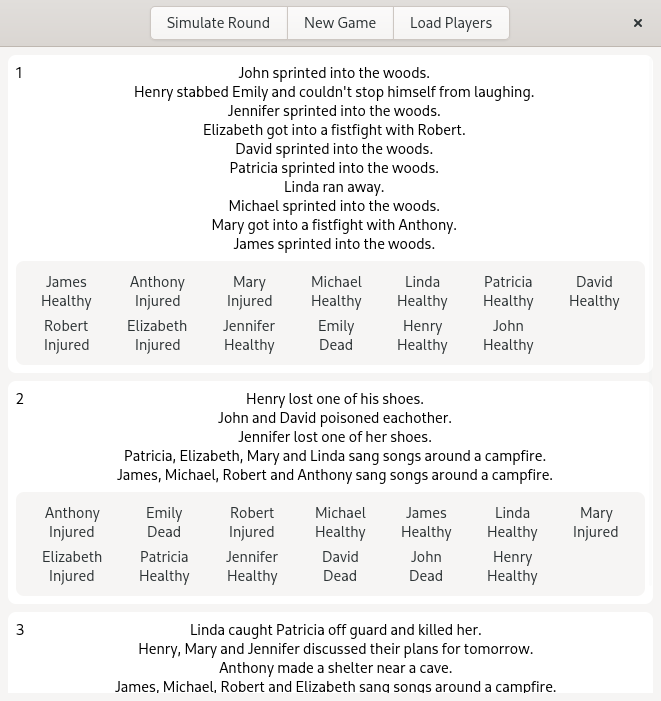 Simulate Round New Game Load Players ×
1
John sprinted into the woods.
Henry stabbed Emily and couldn't stop himself from laughing.
Jennifer sprinted into the woods.
Elizabeth got into a fistfight with Robert.
David sprinted into the woods.
Patricia sprinted into the woods.
Linda ran away.
Michael sprinted into the woods.
Mary got into a fistfight with Anthony.
James sprinted into the woods.
James Anthony Mary Michael Linda Patricia David
Healthy Injured Injured Healthy Healthy Healthy Healthy
Robert Elizabeth Jennifer Emily Henry John
Injured Injured Healthy Dead Healthy Healthy
2
Henry lost one of his shoes.
John and David poisoned eachother.
Jennifer lost one of her shoes.
Patricia, Elizabeth, Mary and Linda sang songs around a campfire.
James, Michael, Robert and Anthony sang songs around a campfire.
Anthony Emily Robert Michael James Linda Mary
Injured Dead Injured Healthy Healthy Healthy Injured
Elizabeth Patricia Jennifer David John Henry
Injured Healthy Healthy Dead Dead Healthy
3
Linda caught Patricia off guard and killed her.
Henry, Mary and Jennifer discussed their plans for tomorrow.
Anthony made a shelter near a cave.
James, Michael, Robert and Elizabeth sang songs around a campfire.